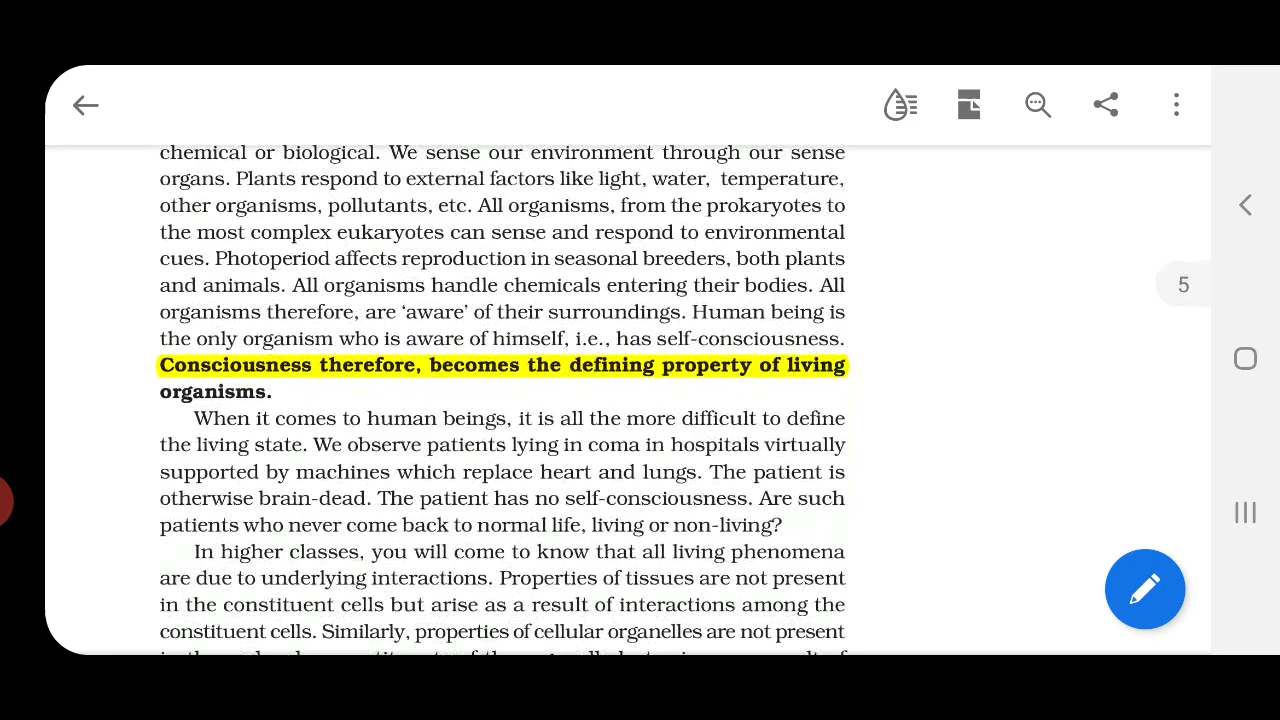 chemical or biological. We sense our environment through our sense
organs. Plants respond to external factors like light, water, temperature,
other organisms, pollutants, etc. All organisms, from the prokaryotes to
the most complex eukaryotes can sense and respond to environmental
cues. Photoperiod affects reproduction in seasonal breeders, both plants
and animals. All organisms handle chemicals entering their bodies. All
organisms therefore, are ‘aware’ of their surroundings. Human being is
the only organism who is aware of himself, i.e., has self-consciousness.
Consciousness therefore, becomes the defining property of living
organisms.
When it comes to human beings, it is all the more difficult to define
the living state. We observe patients lying in coma in hospitals virtually
supported by machines which replace heart and lungs. The patient is
otherwise brain-dead. The patient has no self-consciousness. Are such
patients who never come back to normal life, living or non-living?
In higher classes, you will come to know that all living phenomena
are due to underlying interactions. Properties of tissues are not present
in the constituent cells but arise as a result of interactions among the
constituent cells. Similarly, properties of cellular organelles are not present
5